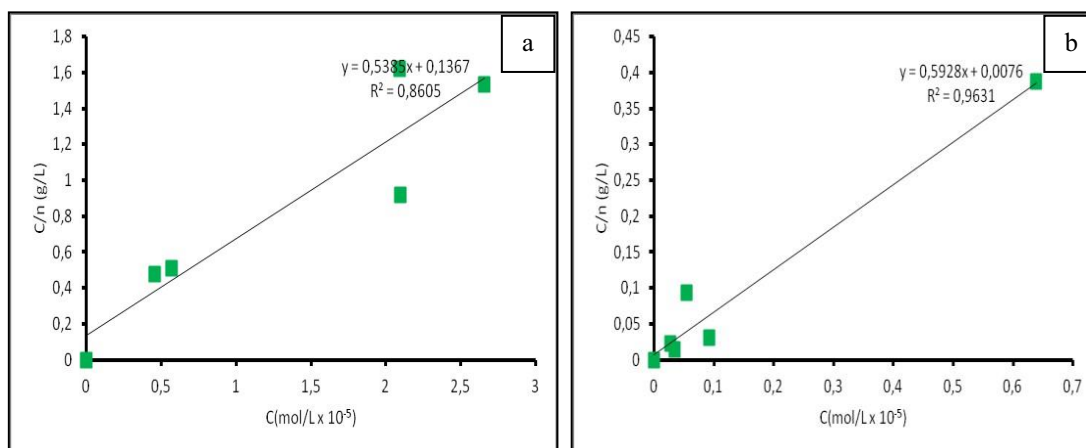 a
C/n (g/L)
1,8
1,6
1,4
1,2
1
0,8
0,6
0,4
0,2
0
y = 0,5385x + 0,1367
R² = 0,8605
0 0,5 1 1,5 2 2,5 3
C(mol/L x 10⁻⁵)
b
C/n (g/L)
0,45
0,4
0,35
0,3
0,25
0,2
0,15
0,1
0,05
0
y = 0,5928x + 0,0076
R² = 0,9631
0 0,1 0,2 0,3 0,4 0,5 0,6 0,7
C(mol/L x 10⁻⁵)